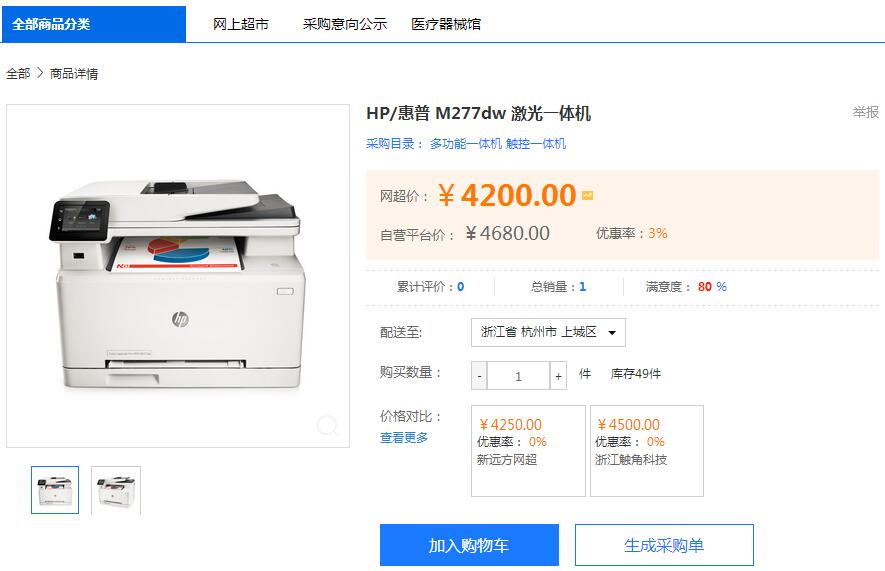 全部商品分类 网上超市 采购意向公示 医疗器械馆
全部 > 商品详情
HP/惠普 M277dw 激光一体机 举报
采购目录： 多功能一体机 触控一体机
网超价： ￥4200.00
自营平台价： ￥4680.00 优惠率：3%
累计评价：0 总销量：1 满意度： 80 %
配送至: 浙江省 杭州市 上城区
购买数量： - 1 + 件 库存49件
价格对比：
查看更多
￥4250.00
优惠率： 0%
新远方网超
￥4500.00
优惠率： 0%
浙江触角科技
hp
加入购物车 生成采购单